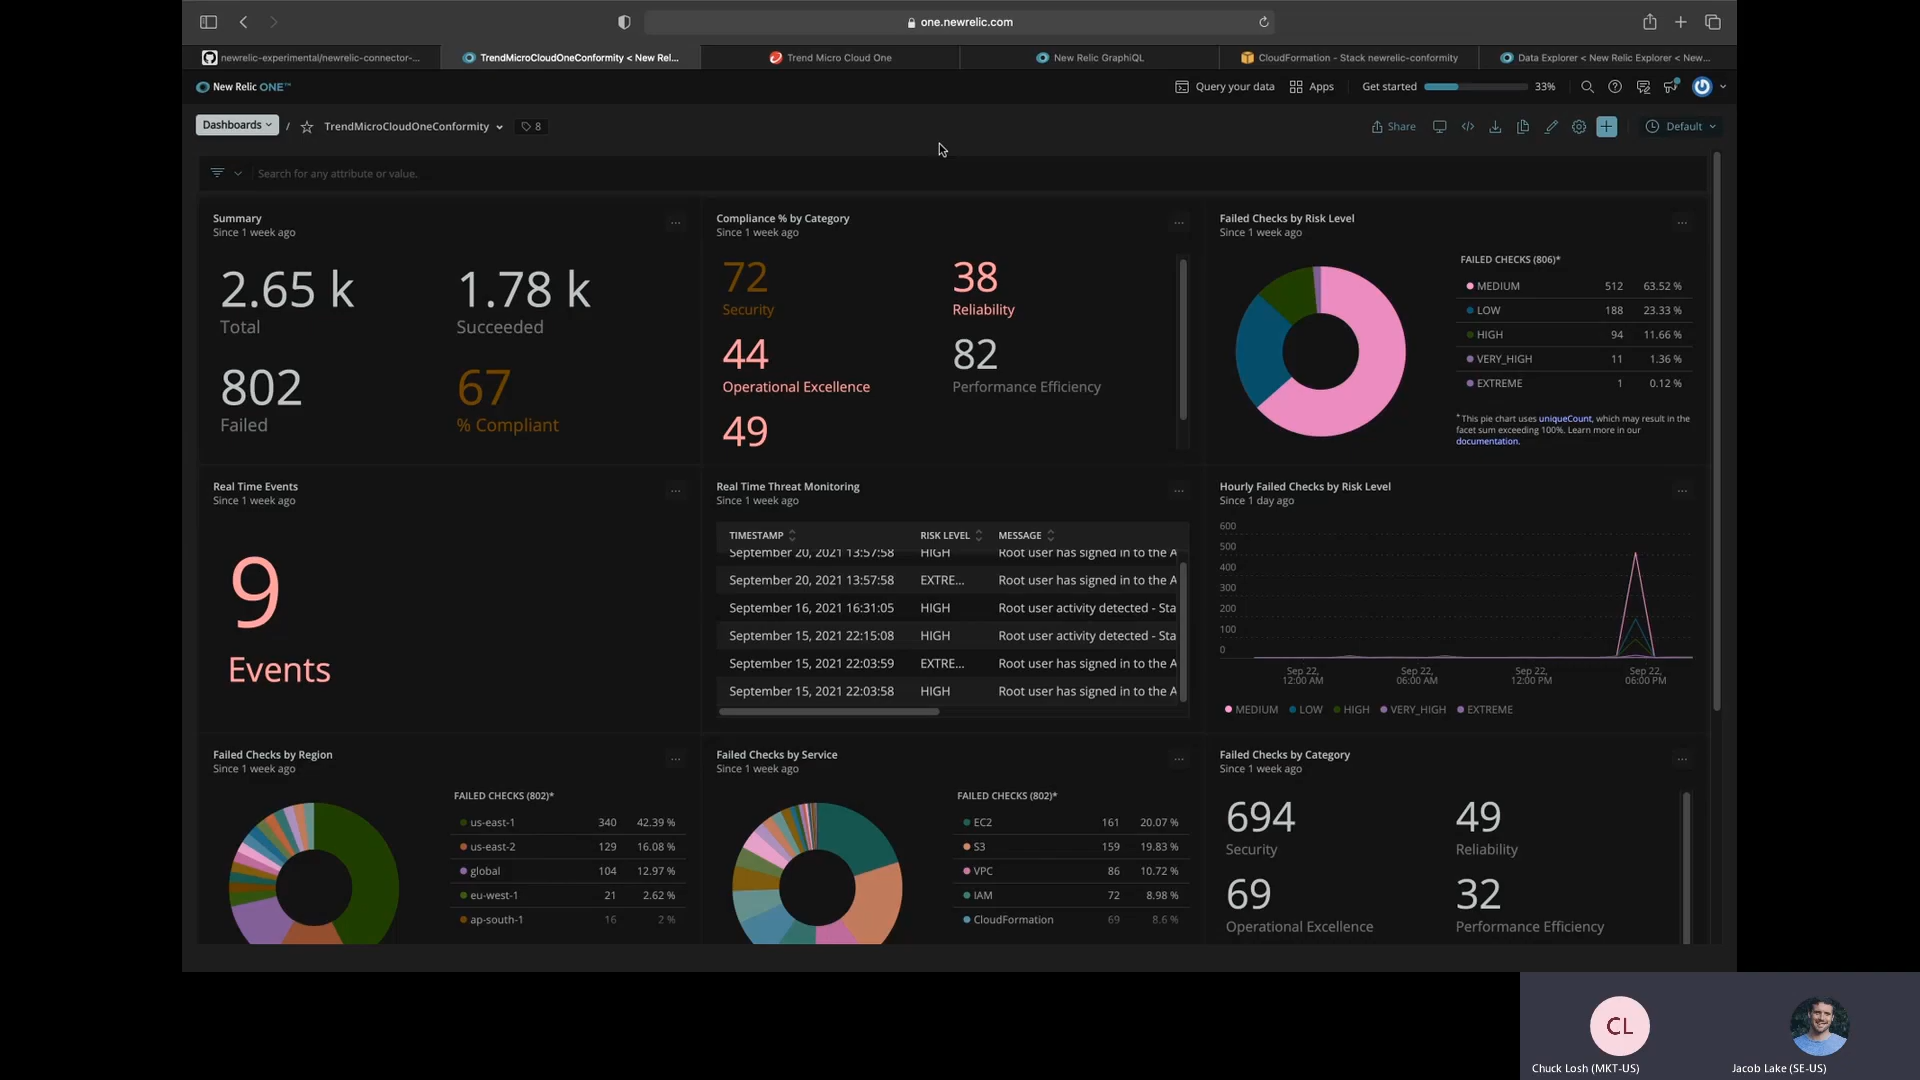 one.newrelic.com
newrelic-experimental/newrelic-connector-...
TrendMicroCloudOneConformity < New Rel...
Trend Micro Cloud One
New Relic GraphiQL
CloudFormation - Stack newrelic-conformity
Data Explorer < New Relic Explorer < New...
New Relic ONE™
Query your data
Apps
Get started
33%
Dashboards
/
TrendMicroCloudOneConformity
8
Share
Default
Search for any attribute or value.
Summary
Since 1 week ago
2.65 k
Total
1.78 k
Succeeded
802
Failed
67
% Compliant
Compliance % by Category
Since 1 week ago
72
Security
38
Reliability
44
Operational Excellence
82
Performance Efficiency
49
Failed Checks by Risk Level
Since 1 week ago
FAILED CHECKS (806)*
MEDIUM 512 63.52 %
LOW 188 23.33 %
HIGH 94 11.66 %
VERY_HIGH 11 1.36 %
EXTREME 1 0.12 %
* This pie chart uses uniqueCount, which may result in the
facet sum exceeding 100%. Learn more in our
documentation.
Real Time Events
Since 1 week ago
9
Events
Real Time Threat Monitoring
Since 1 week ago
TIMESTAMP RISK LEVEL MESSAGE
September 20, 2021 13:57:58 HIGH Root user has signed in to the A
September 20, 2021 13:57:58 EXTRE... Root user has signed in to the A
September 16, 2021 16:31:05 HIGH Root user activity detected - Sta
September 15, 2021 22:15:08 HIGH Root user activity detected - Sta
September 15, 2021 22:03:59 EXTRE... Root user has signed in to the A
September 15, 2021 22:03:58 HIGH Root user has signed in to the A
Hourly Failed Checks by Risk Level
Since 1 day ago
600
500
400
300
200
100
0
Sep 22, 12:00 AM
Sep 22, 06:00 AM
Sep 22, 12:00 PM
Sep 22, 06:00 PM
MEDIUM LOW HIGH VERY_HIGH EXTREME
Failed Checks by Region
Since 1 week ago
FAILED CHECKS (802)*
us-east-1 340 42.39 %
us-east-2 129 16.08 %
global 104 12.97 %
eu-west-1 21 2.62 %
ap-south-1 16 2 %
Failed Checks by Service
Since 1 week ago
FAILED CHECKS (802)*
EC2 161 20.07 %
S3 159 19.83 %
VPC 86 10.72 %
IAM 72 8.98 %
CloudFormation 69 8.6 %
Failed Checks by Category
Since 1 week ago
694
Security
49
Reliability
69
Operational Excellence
32
Performance Efficiency
CL
Chuck Losh (MKT-US)
Jacob Lake (SE-US)